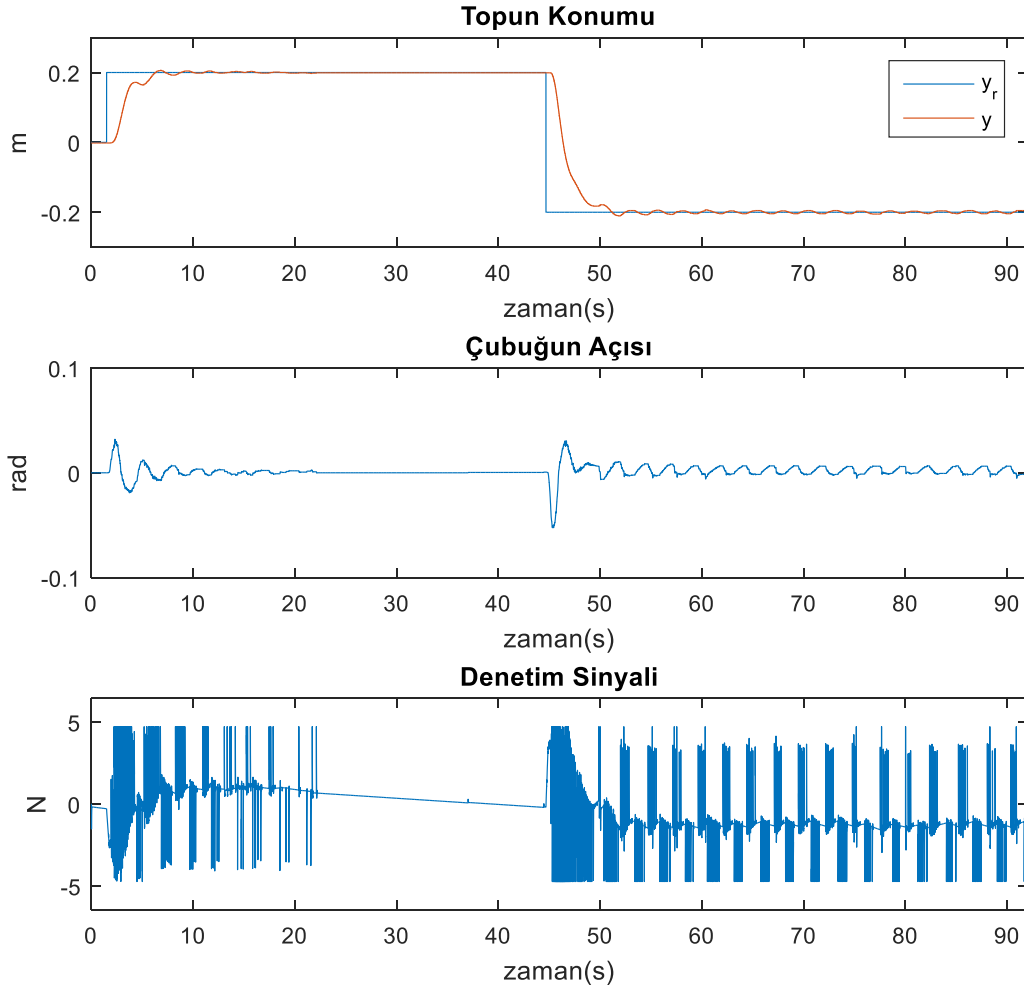 Topun Konumu
0.2
0
-0.2
m
y_r
y
0 10 20 30 40 50 60 70 80 90
zaman(s)
Çubuğun Açısı
0.1
0
-0.1
rad
0 10 20 30 40 50 60 70 80 90
zaman(s)
Denetim Sinyali
5
0
-5
N
0 10 20 30 40 50 60 70 80 90
zaman(s)